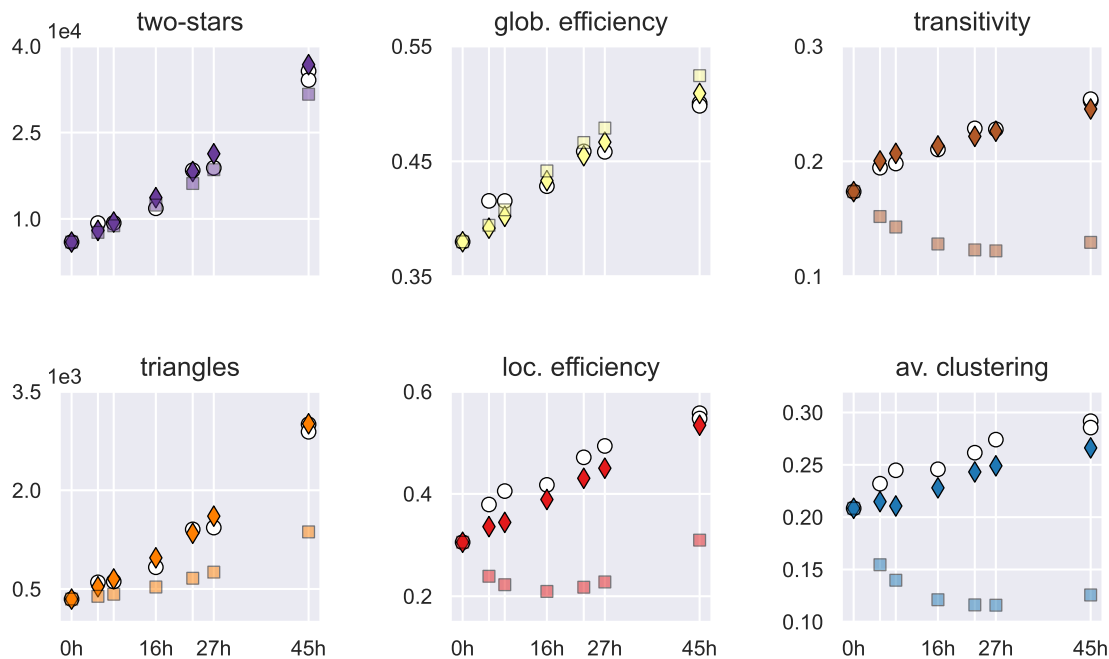 two-stars
glob. efficiency
transitivity
1e4
4.0
2.5
1.0
0.55
0.45
0.35
0.3
0.2
0.1
triangles
loc. efficiency
av. clustering
1e3
3.5
2.0
0.5
0.6
0.4
0.2
0.30
0.25
0.20
0.15
0.10
0h 16h 27h 45h
0h 16h 27h 45h
0h 16h 27h 45h